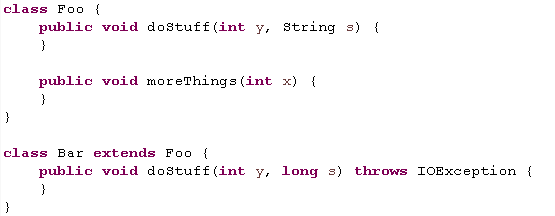 class Foo {
    public void doStuff(int y, String s) {
    }

    public void moreThings(int x) {
    }
}

class Bar extends Foo {
    public void doStuff(int y, long s) throws IOException {
    }
}